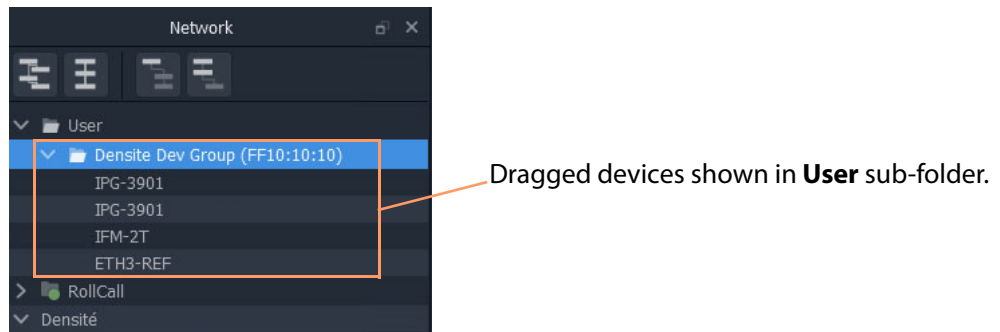 Network
User
Densite Dev Group (FF10:10:10)
IPG-3901
IPG-3901
IFM-2T
ETH3-REF
RollCall
Densité
Dragged devices shown in User sub-folder.